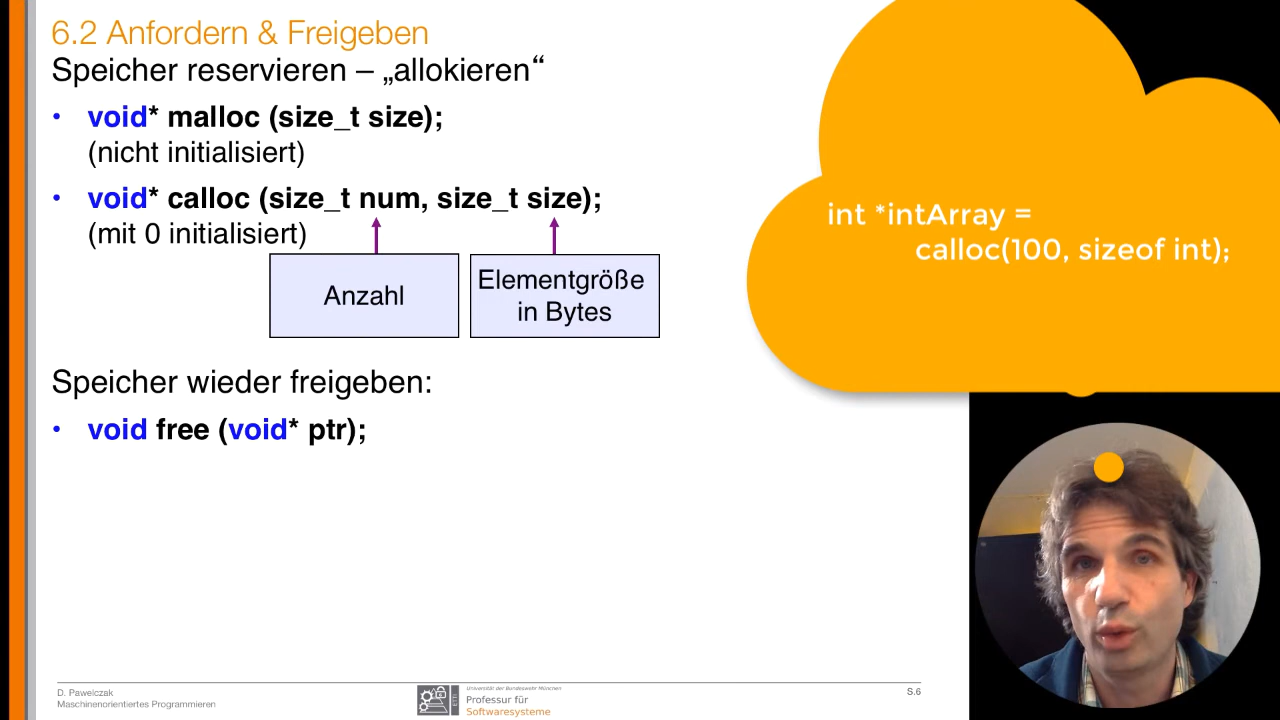 6.2 Anfordern & Freigeben
Speicher reservieren – „allokieren“
• void* malloc (size_t size);
(nicht initialisiert)
• void* calloc (size_t num, size_t size);
(mit 0 initialisiert)
Anzahl
Elementgröße
in Bytes
int *intArray =
calloc(100, sizeof int);
Speicher wieder freigeben:
• void free (void* ptr);
D. Pawelczak
Maschinenorientiertes Programmieren
ETTI
Universität der Bundeswehr München
Professur für
Softwaresysteme
S.6